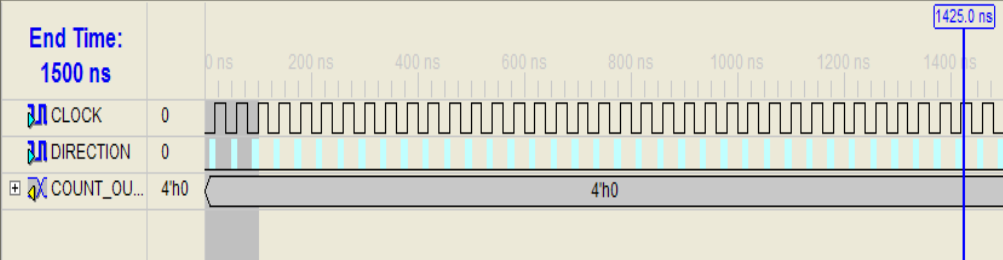 1425.0 ns
End Time:
1500 ns
0 ns 200 ns 400 ns 600 ns 800 ns 1000 ns 1200 ns 1400 ns
CLOCK 0
DIRECTION 0
COUNT_OU... 4'h0 4'h0